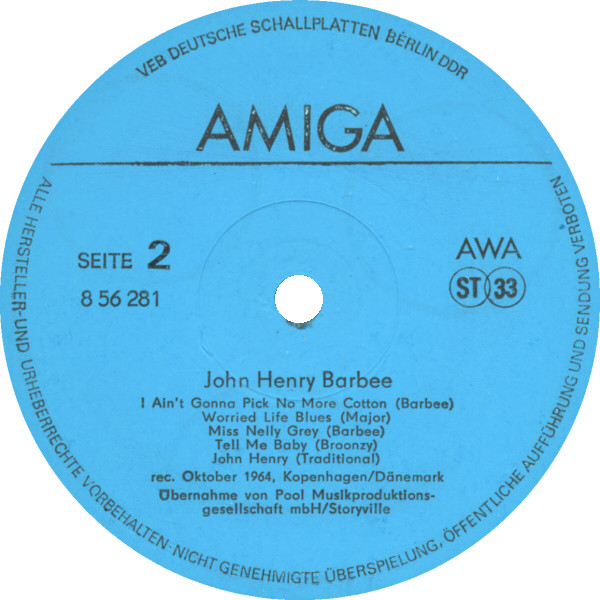 VEB DEUTSCHE SCHALLPLATTEN BERLIN DDR
AMIGA
SEITE 2
8 56 281
AWA
ST 33
John Henry Barbee
I Ain't Gonna Pick No More Cotton (Barbee)
Worried Life Blues (Major)
Miss Nelly Grey (Barbee)
Tell Me Baby (Broonzy)
John Henry (Traditional)
rec. Oktober 1964, Kopenhagen/Dänemark
Übernahme von Pool Musikproduktions-
gesellschaft mbH/Storyville
ALLE HERSTELLER-UND URHEBERRECHTE VORBEHALTEN·NICHT GENEHMIGTE ÜBERSPIELUNG, ÖFFENTLICHE AUFFÜHRUNG UND SENDUNG VERBOTEN